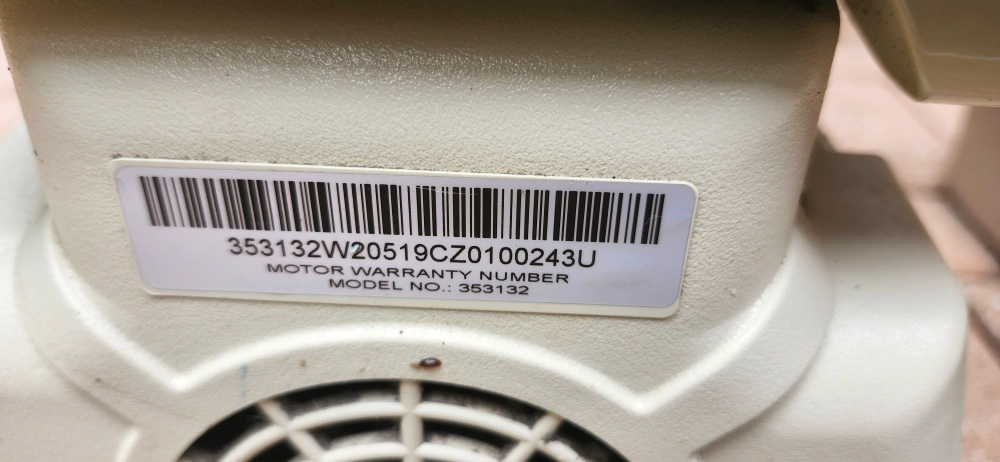 353132W20519CZ0100243U
MOTOR WARRANTY NUMBER
MODEL NO.: 353132